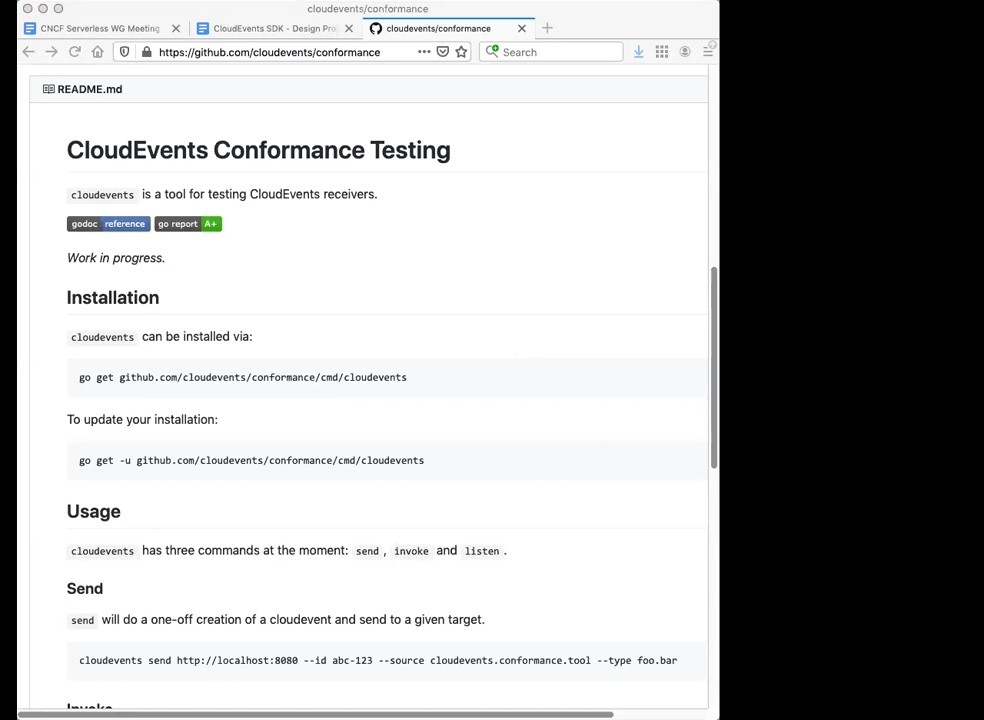 cloudevents/conformance
CNCF Serverless WG Meeting
CloudEvents SDK - Design Pro
cloudevents/conformance
https://github.com/cloudevents/conformance
Search
README.md
CloudEvents Conformance Testing
cloudevents is a tool for testing CloudEvents receivers.
godoc reference go report A+
Work in progress.
Installation
cloudevents can be installed via:
go get github.com/cloudevents/conformance/cmd/cloudevents
To update your installation:
go get -u github.com/cloudevents/conformance/cmd/cloudevents
Usage
cloudevents has three commands at the moment: send, invoke and listen.
Send
send will do a one-off creation of a cloudevent and send to a given target.
cloudevents send http://localhost:8080 --id abc-123 --source cloudevents.conformance.tool --type foo.bar
Invoke